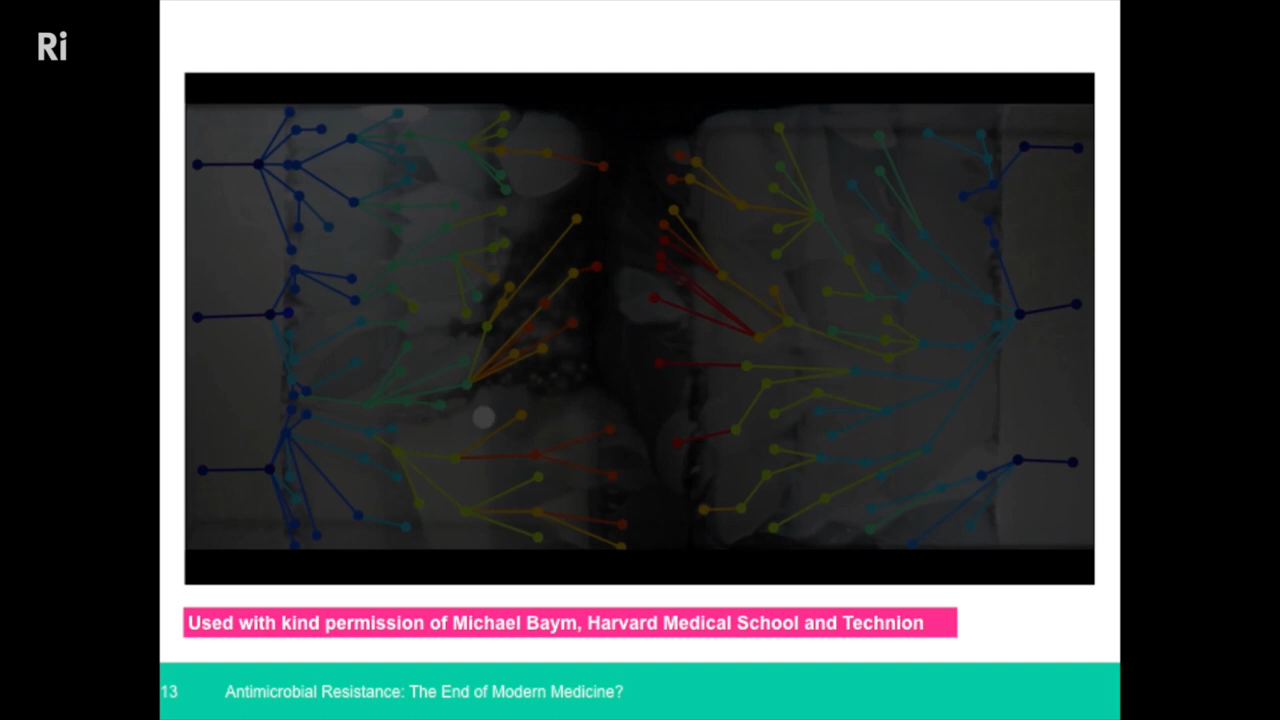 Ri
Used with kind permission of Michael Baym, Harvard Medical School and Technion
13 Antimicrobial Resistance: The End of Modern Medicine?